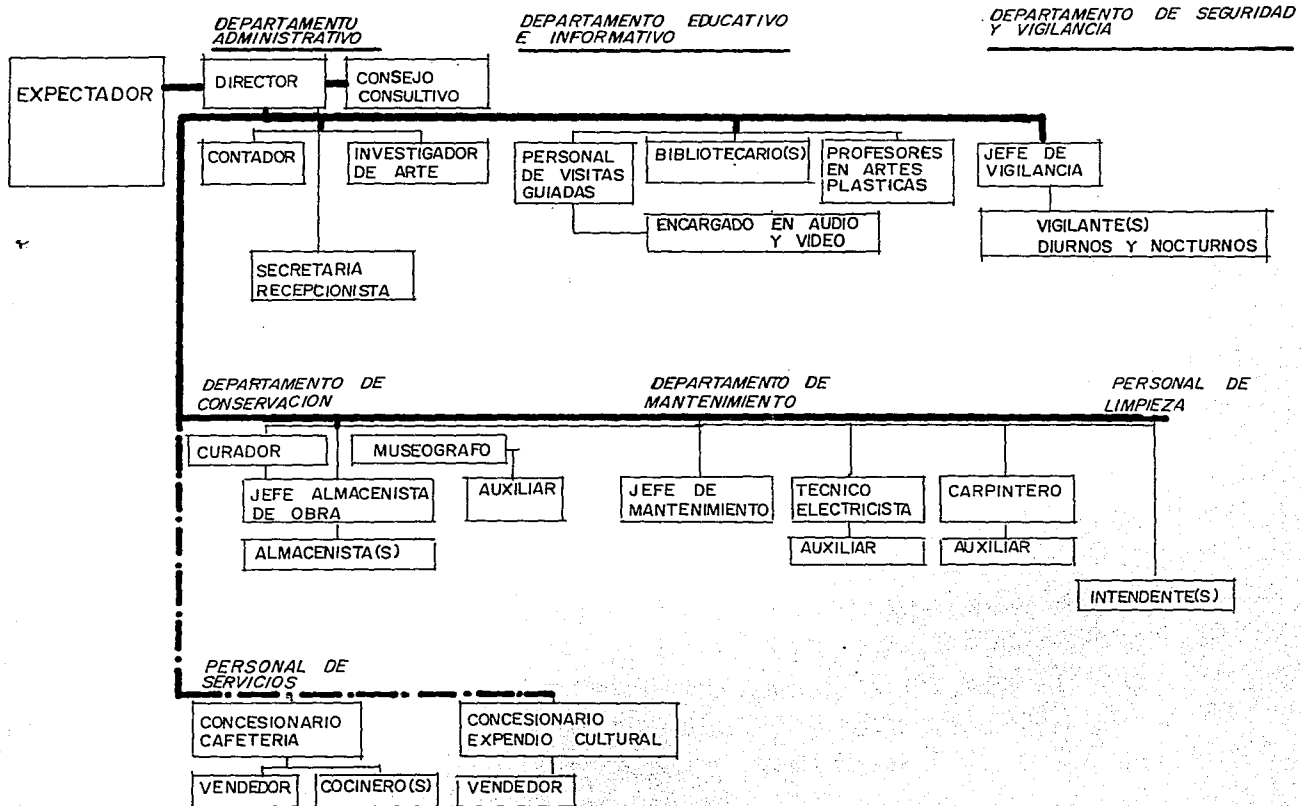 DEPARTAMENTO
ADMINISTRATIVO
DEPARTAMENTO EDUCATIVO
E INFORMATIVO
DEPARTAMENTO DE SEGURIDAD
Y VIGILANCIA
EXPECTADOR
DIRECTOR
CONSEJO
CONSULTIVO
CONTADOR
INVESTIGADOR
DE ARTE
PERSONAL
DE VISITAS
GUIADAS
BIBLIOTECARIO(S)
PROFESORES
EN ARTES
PLASTICAS
JEFE DE
VIGILANCIA
ENCARGADO EN AUDIO
Y VIDEO
VIGILANTE(S)
DIURNOS Y NOCTURNOS
SECRETARIA
RECEPCIONISTA
DEPARTAMENTO DE
CONSERVACION
DEPARTAMENTO DE
MANTENIMIENTO
PERSONAL DE
LIMPIEZA
CURADOR
MUSEOGRAFO
JEFE ALMACENISTA
DE OBRA
AUXILIAR
JEFE DE
MANTENIMIENTO
TECNICO
ELECTRICISTA
CARPINTERO
ALMACENISTA(S)
AUXILIAR
AUXILIAR
INTENDENTE(S)
PERSONAL DE
SERVICIOS
CONCESIONARIO
CAFETERIA
CONCESIONARIO
EXPENDIO CULTURAL
VENDEDOR
COCINERO(S)
VENDEDOR